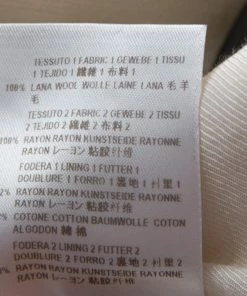 TESSUTO 1 FABRIC 1 GEWEBE 1 TISSU
1 TEJIDO 1 纖維 1 布料 1
100% LANA WOOL WOLLE LAINE LANA 毛羊
毛
TESSUTO 2 FABRIC 2 GEWEBE 2 TISSU
2 TEJIDO 2 纖維 2 布料 2
100% RAYON RAYON KUNSTSEIDE RAYONNE
RAYON レーヨン 粘胶纤维
FODERA 1 LINING 1 FUTTER 1
DOUBLURE 1 FORRO 1 裏地 1 衬里 1
2% RAYON RAYON KUNSTSEIDE RAYONNE
RAYON レーヨン 粘胶纤维
% COTONE COTTON BAUMWOLLE COTON
ALGODON 綿 棉
FODERA 2 LINING 2 FUTTER 2
DOUBLURE 2 FORRO 2 裏地 2 衬里 2
% RAYON RAYON KUNSTSEIDE RAYONNE
RAYON レーヨン 粘胶纤维